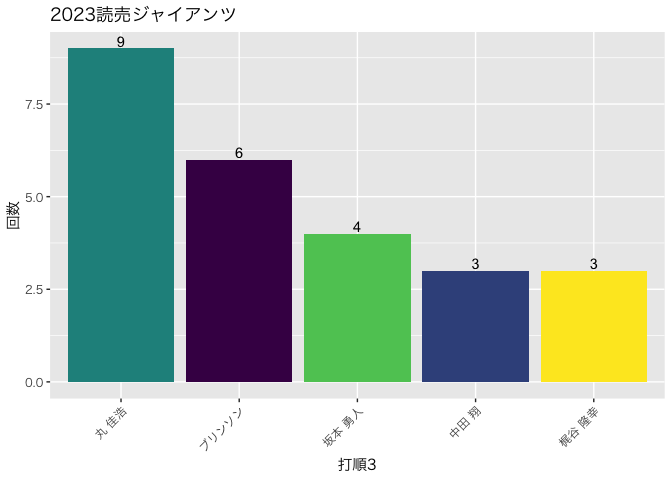 2023読売ジャイアンツ
回数
7.5
5.0
2.5
0.0
9
6
4
3
3
丸 佳浩
ブリンソン
坂本 勇人
中田 翔
梶谷 隆幸
打順3